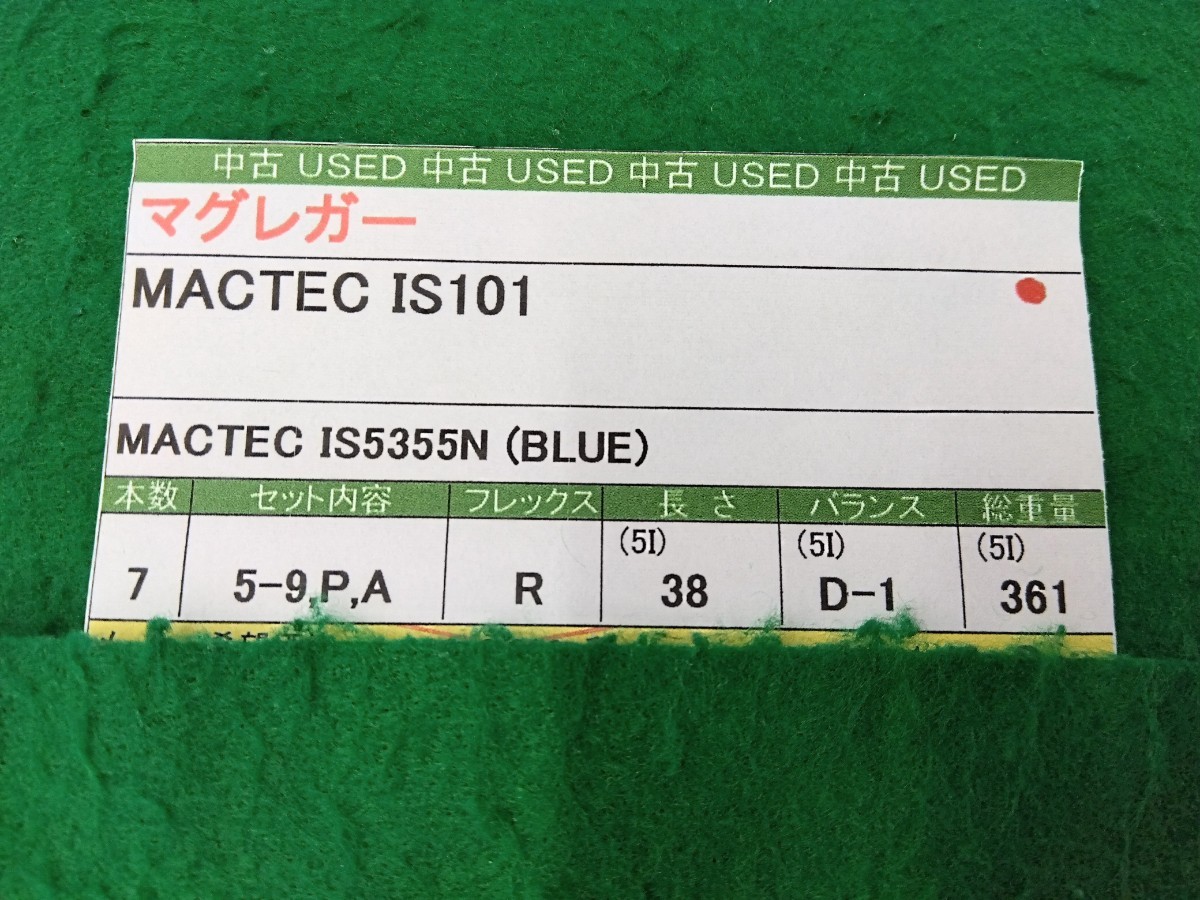 中古 USED 中古 USED 中古 USED 中古 USED
マグレガー
MACTEC IS101
MACTEC IS5355N (BLUE)
本数 セット内容 フレックス 長さ バランス 総重量
(5I) (5I) (5I)
7 5-9,P,A R 38 D-1 361